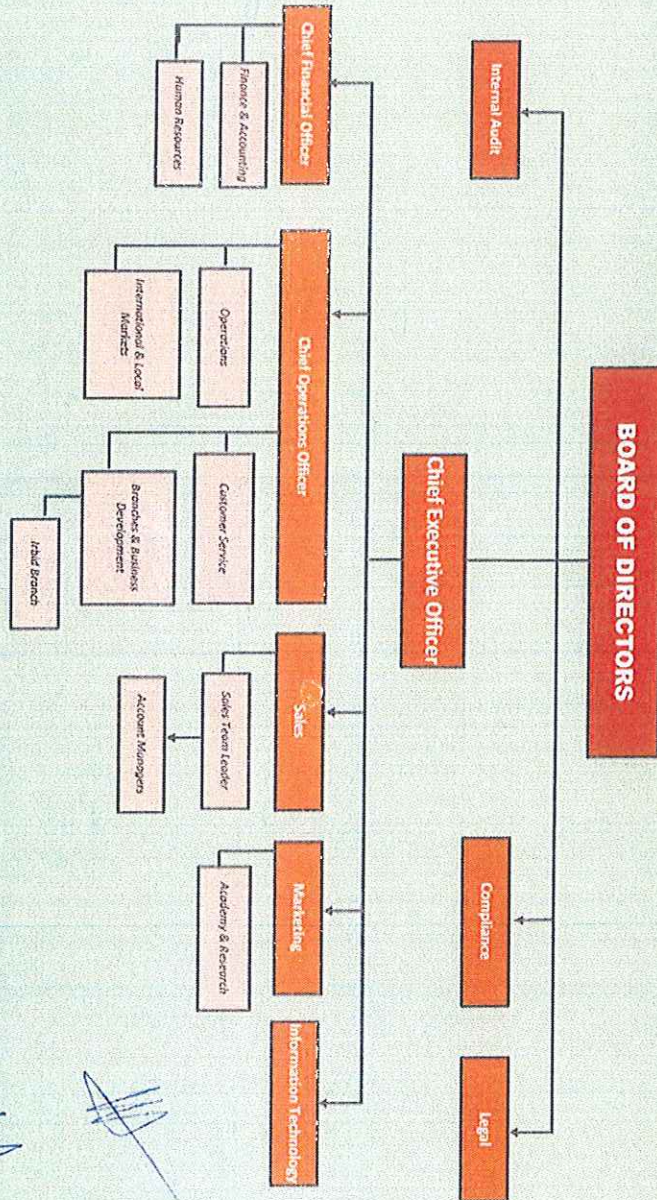 BOARD OF DIRECTORS
Internal Audit
Chief Executive Officer
Compliance
Legal
Chief Financial Officer
Finance & Accounting
Human Resources
Chief Operations Officer
Operations
International & Local
Markets
Customer Service
Branches & Business
Development
Irbid Branch
Sales
Sales Team Leader
Account Managers
Marketing
Academy & Research
Information Technology